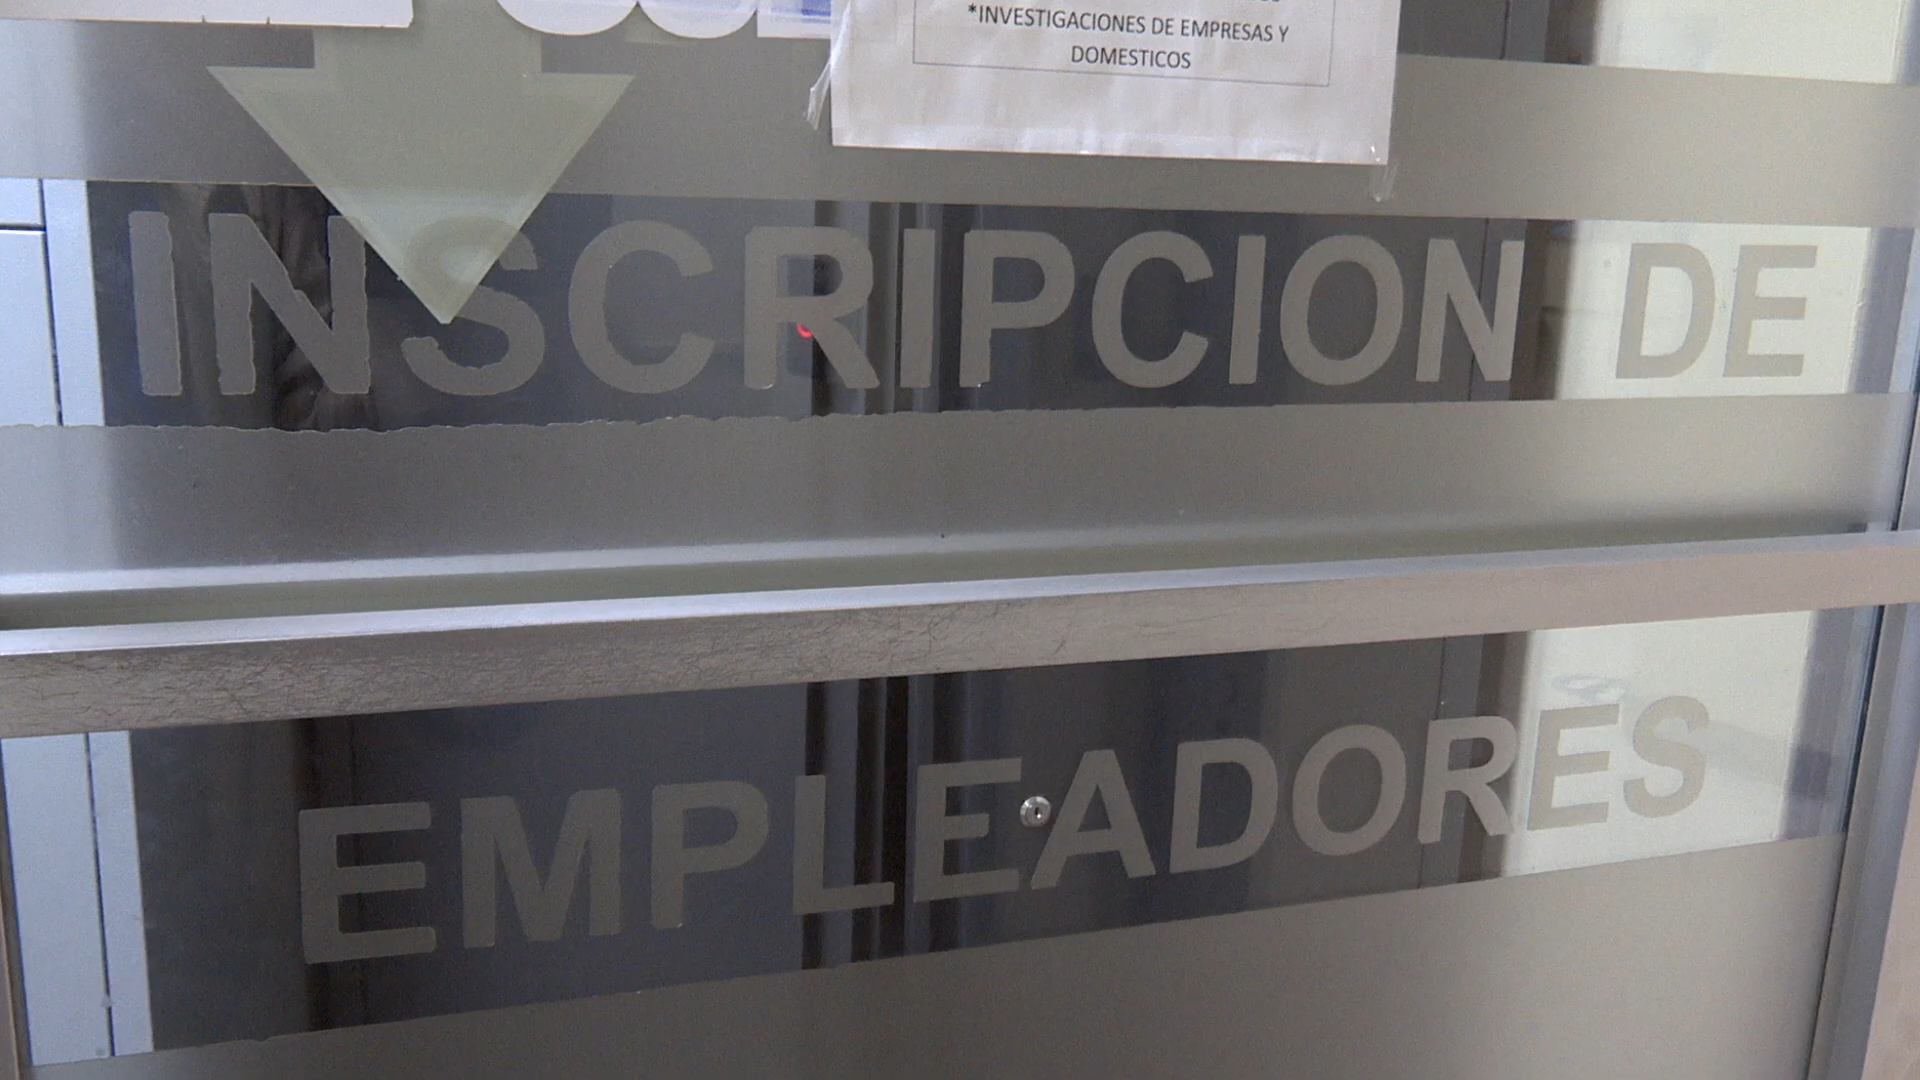 *INVESTIGACIONES DE EMPRESAS Y
DOMESTICOS
INSCRIPCION DE
EMPLEADORES